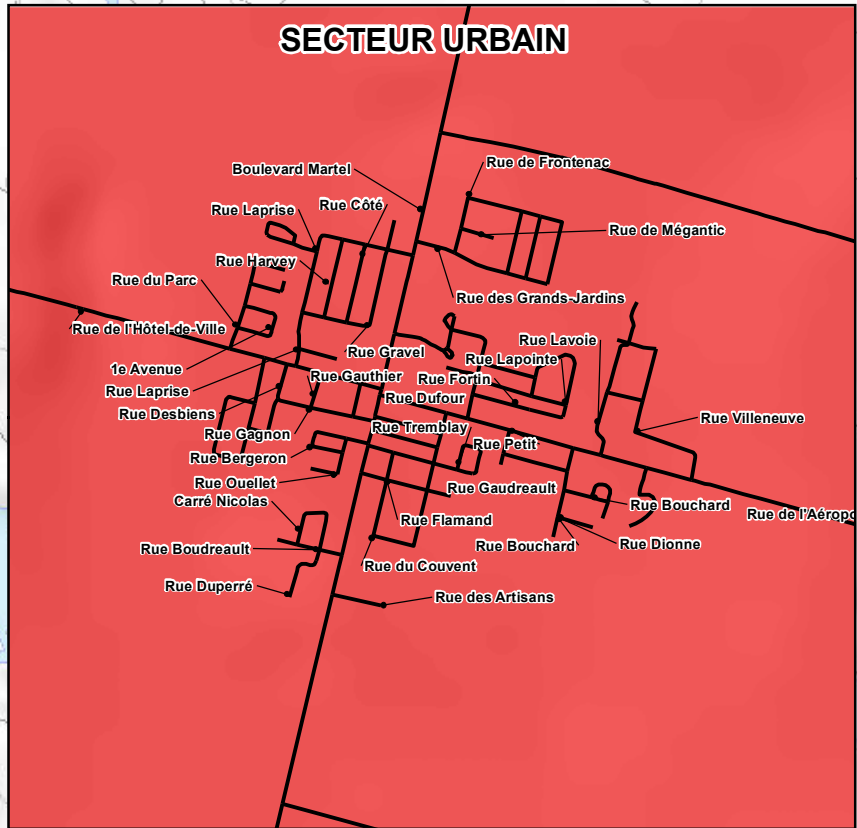 SECTEUR URBAIN
Rue de Frontenac
Boulevard Martel
Rue Côté
Rue Laprise
Rue de Mégantic
Rue Harvey
Rue du Parc
Rue des Grands-Jardins
Rue de l'Hôtel-de-Ville
Rue Lavoie
Rue Gravel
Rue Lapointe
1e Avenue
Rue Gauthier
Rue Fortin
Rue Laprise
Rue Dufour
Rue Desbiens
Rue Villeneuve
Rue Tremblay
Rue Gagnon
Rue Petit
Rue Bergeron
Rue Ouellet
Rue Gaudreault
Carré Nicolas
Rue Bouchard
Rue de l'Aéropo
Rue Flamand
Rue Boudreault
Rue Bouchard
Rue Dionne
Rue du Couvent
Rue Duperré
Rue des Artisans